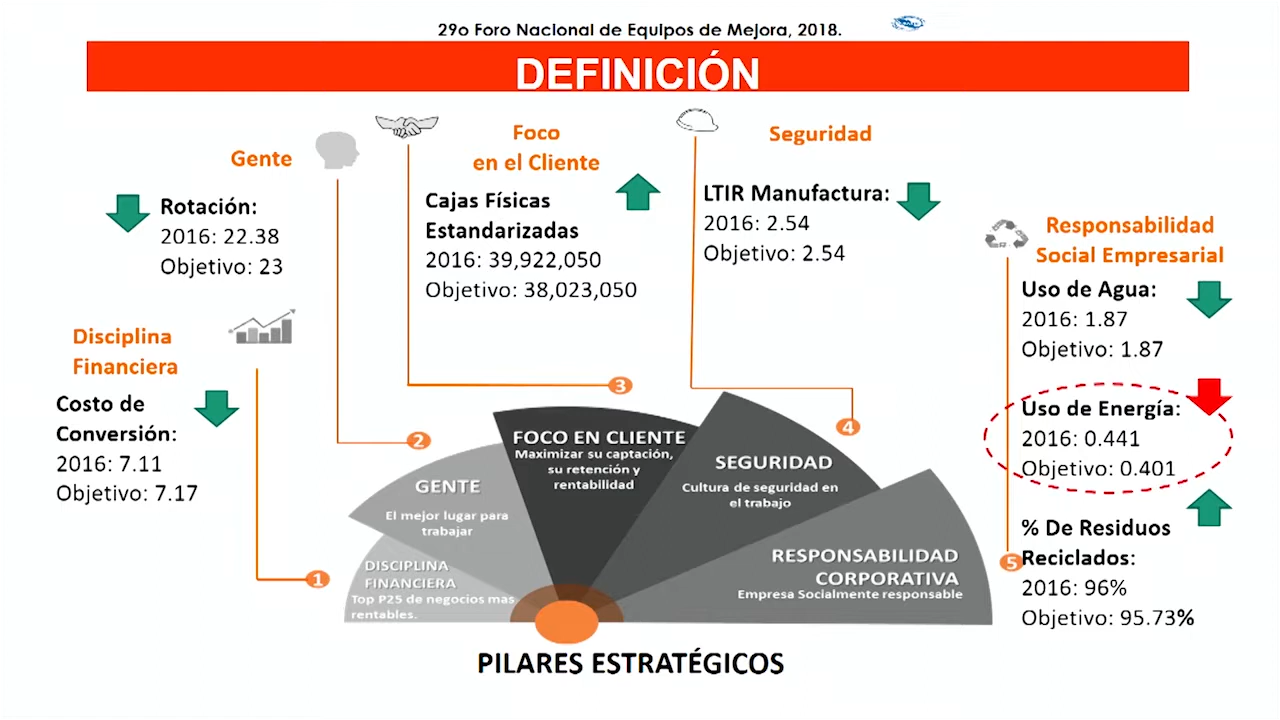 29o Foro Nacional de Equipos de Mejora, 2018.
DEFINICIÓN
Gente
Rotación:
2016: 22.38
Objetivo: 23
Foco
en el Cliente
Cajas Físicas
Estandarizadas
2016: 39,922,050
Objetivo: 38,023,050
Seguridad
LTIR Manufactura:
2016: 2.54
Objetivo: 2.54
Responsabilidad
Social Empresarial
Uso de Agua:
2016: 1.87
Objetivo: 1.87
Uso de Energía:
2016: 0.441
Objetivo: 0.401
% De Residuos
Reciclados:
2016: 96%
Objetivo: 95.73%
Disciplina
Financiera
Costo de
Conversión:
2016: 7.11
Objetivo: 7.17
1
2
3
4
5
DISCIPLINA
FINANCIERA
Top P25 de negocios mas
rentables.
GENTE
El mejor lugar para
trabajar
FOCO EN CLIENTE
Maximizar su captación,
su retención y
rentabilidad
SEGURIDAD
Cultura de seguridad en
el trabajo
RESPONSABILIDAD
CORPORATIVA
Empresa Socialmente responsable
PILARES ESTRATÉGICOS